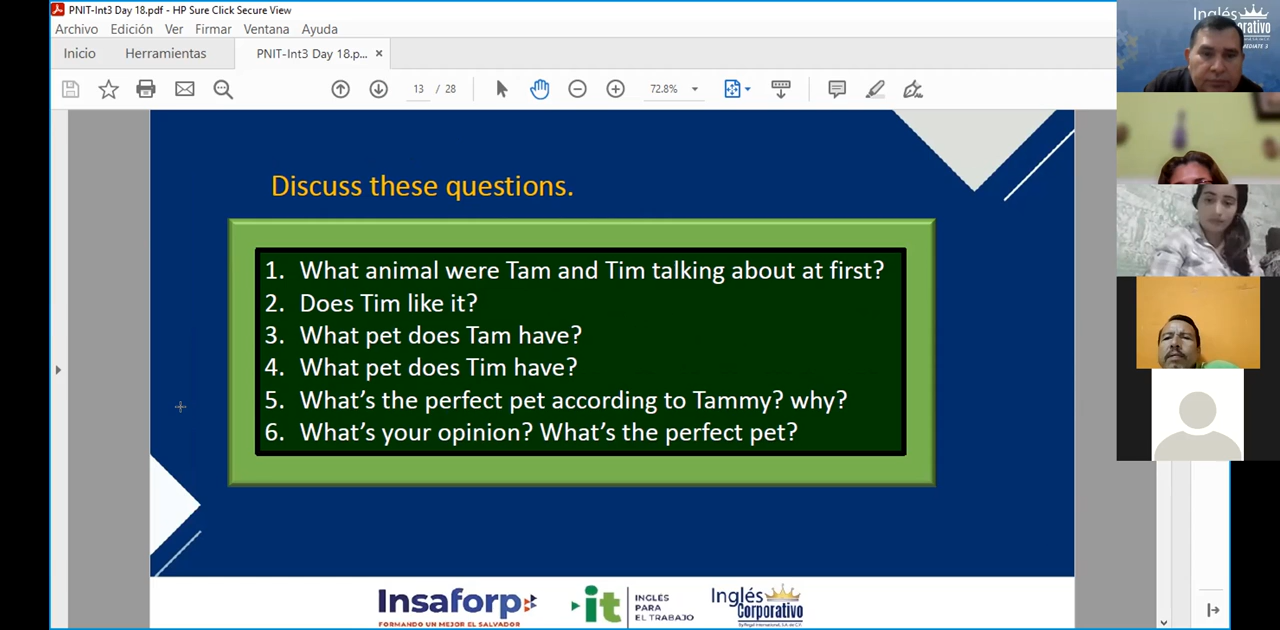 PNIT-Int3 Day 18.pdf - HP Sure Click Secure View
Archivo Edición Ver Firmar Ventana Ayuda
Inicio Herramientas PNIT-Int3 Day 18.p... ×
13 / 28 72.8%
Discuss these questions.
1. What animal were Tam and Tim talking about at first?
2. Does Tim like it?
3. What pet does Tam have?
4. What pet does Tim have?
5. What's the perfect pet according to Tammy? why?
6. What's your opinion? What's the perfect pet?
Insaforp
FORMANDO UN MEJOR EL SALVADOR
it
INGLÉS
PARA
EL TRABAJO
Inglés
Corporativo
Inglés